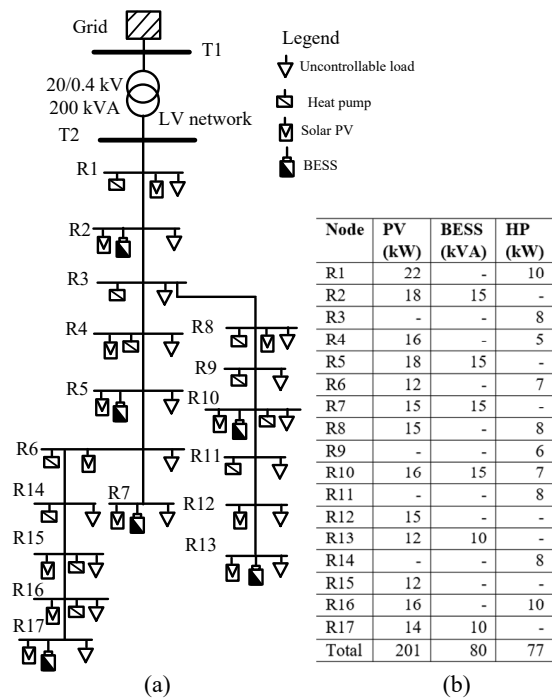 Grid
T1
20/0.4 kV
200 kVA
LV network
T2
R1
R2
R3
R4
R5
R6
R7
R8
R9
R10
R11
R12
R13
R14
R15
R16
R17
Legend
Uncontrollable load
Heat pump
Solar PV
BESS
(a)
Node PV (kW) BESS (kVA) HP (kW)
R1 22 - 10
R2 18 15 -
R3 - - 8
R4 16 - 5
R5 18 15 -
R6 12 - 7
R7 15 15 -
R8 15 - 8
R9 - - 6
R10 16 15 7
R11 - - 8
R12 15 - -
R13 12 10 -
R14 - - 8
R15 12 - -
R16 16 - 10
R17 14 10 -
Total 201 80 77
(b)